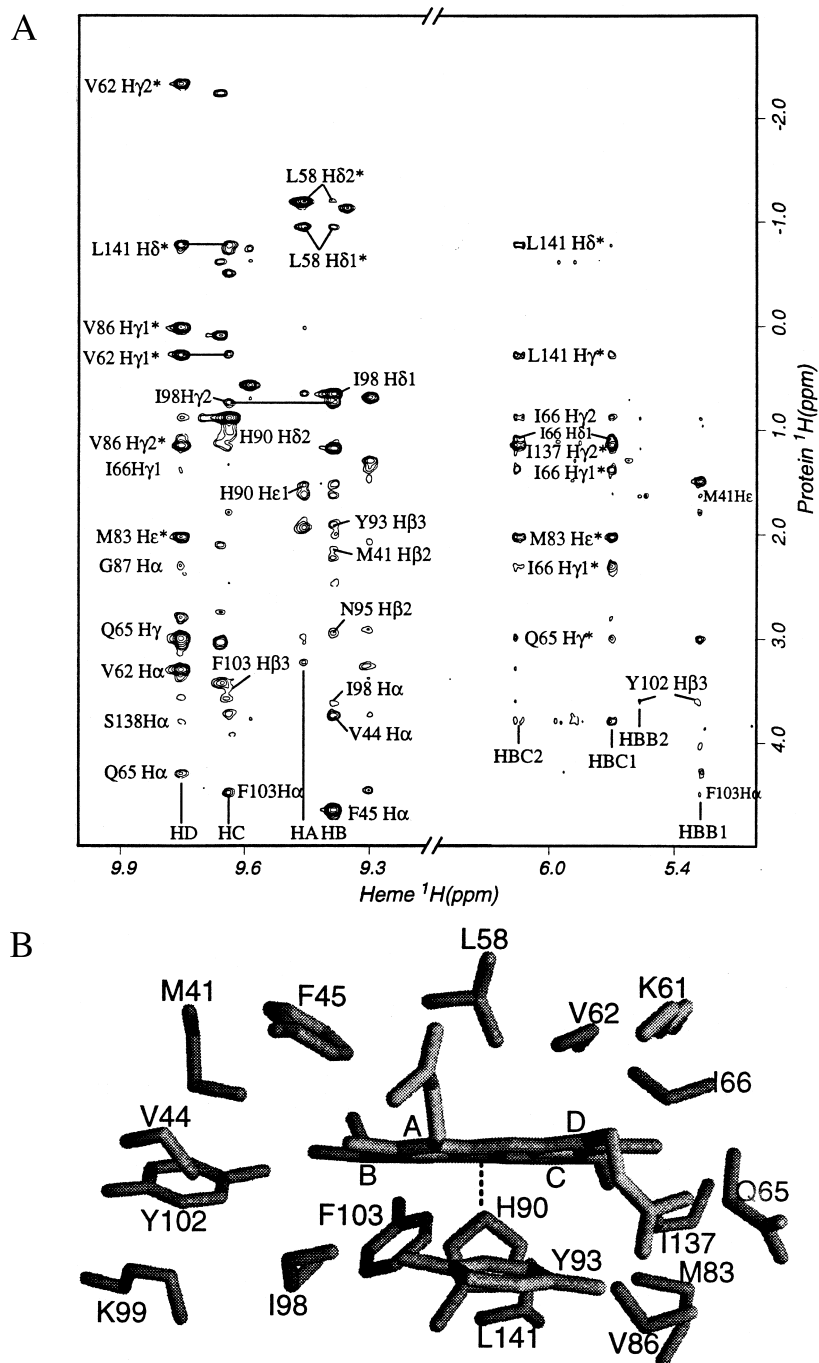 A
V62 Hγ2*
-2.0
L58 Hδ2*
-1.0
L141 Hδ*
L141 Hδ*
L58 Hδ1*
V86 Hγ1*
0.0
V62 Hγ1*
L141 Hγ*
I98Hγ2
I98 Hδ1
I66 Hγ2
1.0
H90 Hδ2
I66 Hδ1
V86 Hγ2*
I137 Hγ2*
I66Hγ1
I66 Hγ1*
H90 Hε1
M41Hε
Y93 Hβ3
M83 Hε*
M83 Hε*
2.0
M41 Hβ2
G87 Hα
I66 Hγ1*
N95 Hβ2
Q65 Hγ
Q65 Hγ*
3.0
V62 Hα
F103 Hβ3
Y102 Hβ3
I98 Hα
S138Hα
V44 Hα
HBB2
4.0
HBC2
HBC1
Q65 Hα
F103Hα
F103Hα
F45 Hα
HD HC HA HB
HBB1
9.9 9.6 9.3 6.0 5.4
Heme ¹H(ppm)
Protein ¹H(ppm)
B
L58
M41 F45 K61
V62
I66
V44
A D
B C
Q65
Y102 F103 H90
I137
Y93 M83
K99 I98
L141 V86